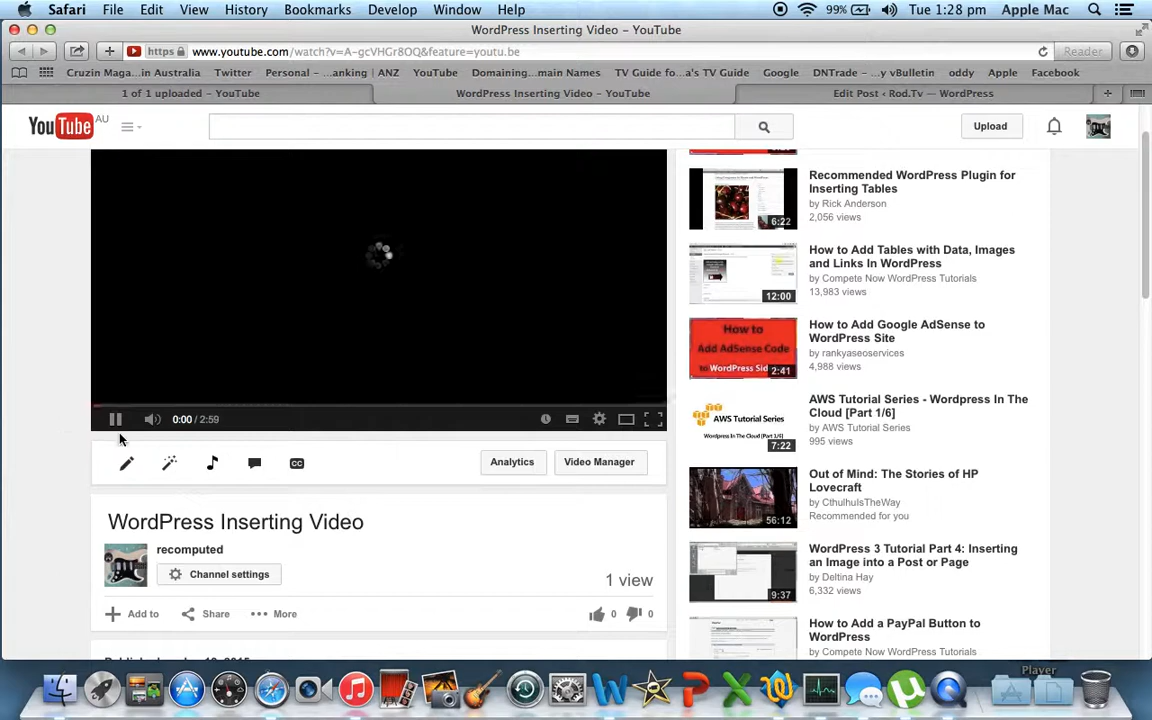 Safari File Edit View History Bookmarks Develop Window Help 99% Tue 1:28 pm Apple Mac
WordPress Inserting Video – YouTube
https www.youtube.com/watch?v=A-gcVHGr8OQ&feature=youtu.be Reader
Cruzin Maga...in Australia Twitter Personal – ...anking | ANZ YouTube Domaining...main Names TV Guide fo...a's TV Guide Google DNTrade – ...y vBulletin oddy Apple Facebook
1 of 1 uploaded – YouTube WordPress Inserting Video – YouTube Edit Post ‹ Rod.Tv — WordPress
YouTube AU Upload
Recommended WordPress Plugin for
Inserting Tables
by Rick Anderson
2,056 views
6:22
How to Add Tables with Data, Images
and Links In WordPress
by Compete Now WordPress Tutorials
13,983 views
12:00
How to
Add AdSense Code
to WordPress Sid
2:41
How to Add Google AdSense to
WordPress Site
by rankyaseoservices
4,988 views
AWS Tutorial Series
Wordpress In The Cloud [Part 1/6]
7:22
AWS Tutorial Series - Wordpress In The
Cloud [Part 1/6]
by AWS Tutorial Series
995 views
0:00 / 2:59
CC
Analytics Video Manager
Out of Mind: The Stories of HP
Lovecraft
by CthulhuIsTheWay
Recommended for you
56:12
WordPress Inserting Video
recomputed
Channel settings
1 view
Add to Share More 0 0
WordPress 3 Tutorial Part 4: Inserting
an Image into a Post or Page
by Deltina Hay
6,332 views
9:37
How to Add a PayPal Button to
WordPress
by Compete Now WordPress Tutorials
Player